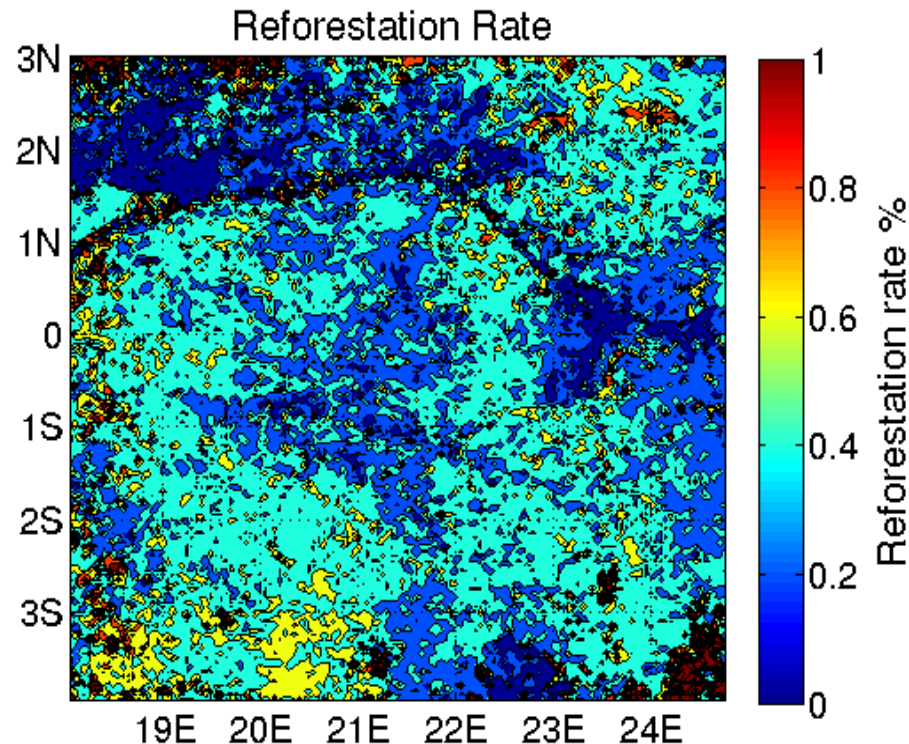 Reforestation Rate
3N
2N
1N
0
1S
2S
3S
19E 20E 21E 22E 23E 24E
1
0.8
0.6
0.4
0.2
0
Reforestation rate %